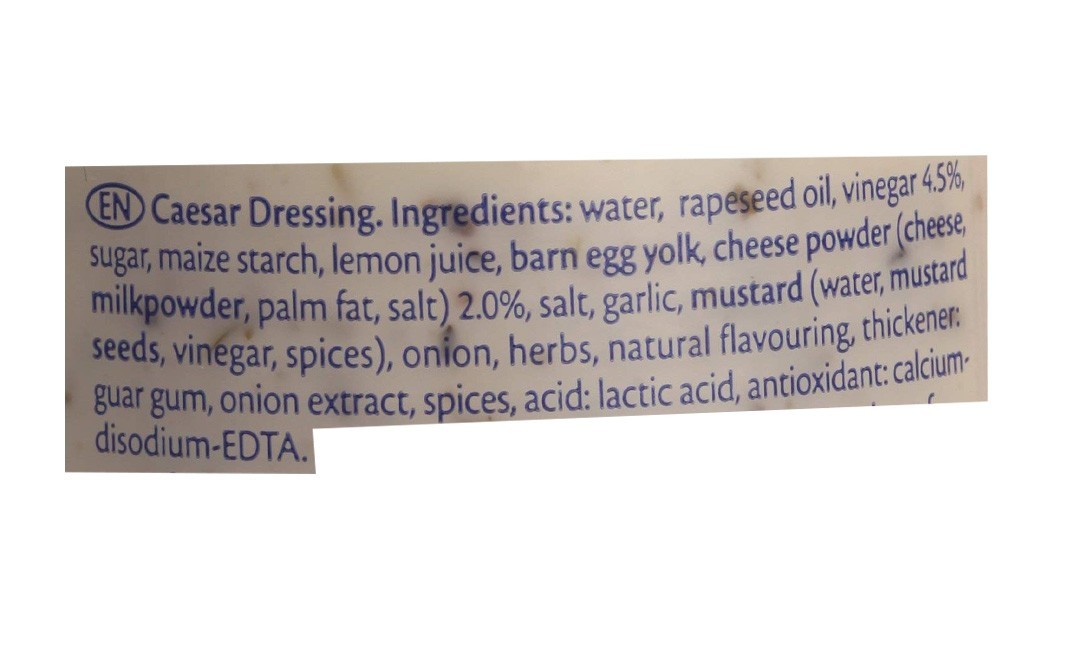 EN Caesar Dressing. Ingredients: water, rapeseed oil, vinegar 4.5%,
sugar, maize starch, lemon juice, barn egg yolk, cheese powder (cheese,
milkpowder, palm fat, salt) 2.0%, salt, garlic, mustard (water, mustard
seeds, vinegar, spices), onion, herbs, natural flavouring, thickener:
guar gum, onion extract, spices, acid: lactic acid, antioxidant: calcium-
disodium-EDTA.